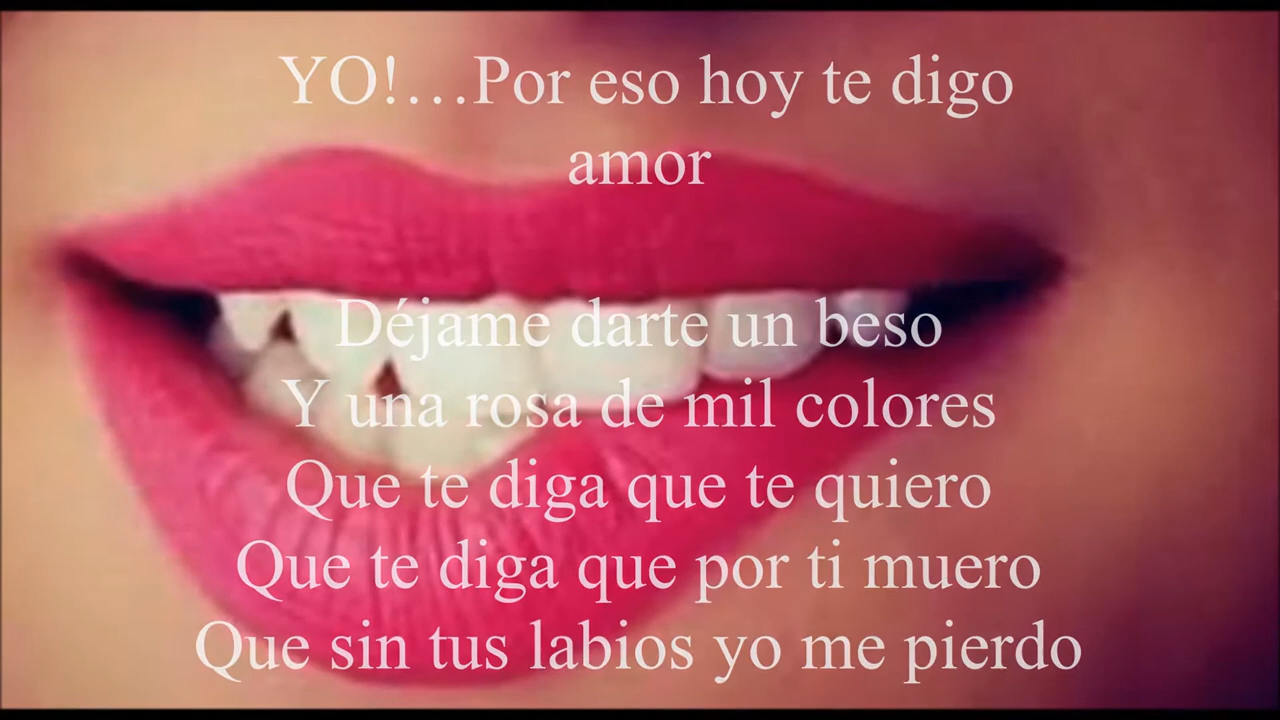 YO!...Por eso hoy te digo
amor
Déjame darte un beso
Y una rosa de mil colores
Que te diga que te quiero
Que te diga que por ti muero
Que sin tus labios yo me pierdo